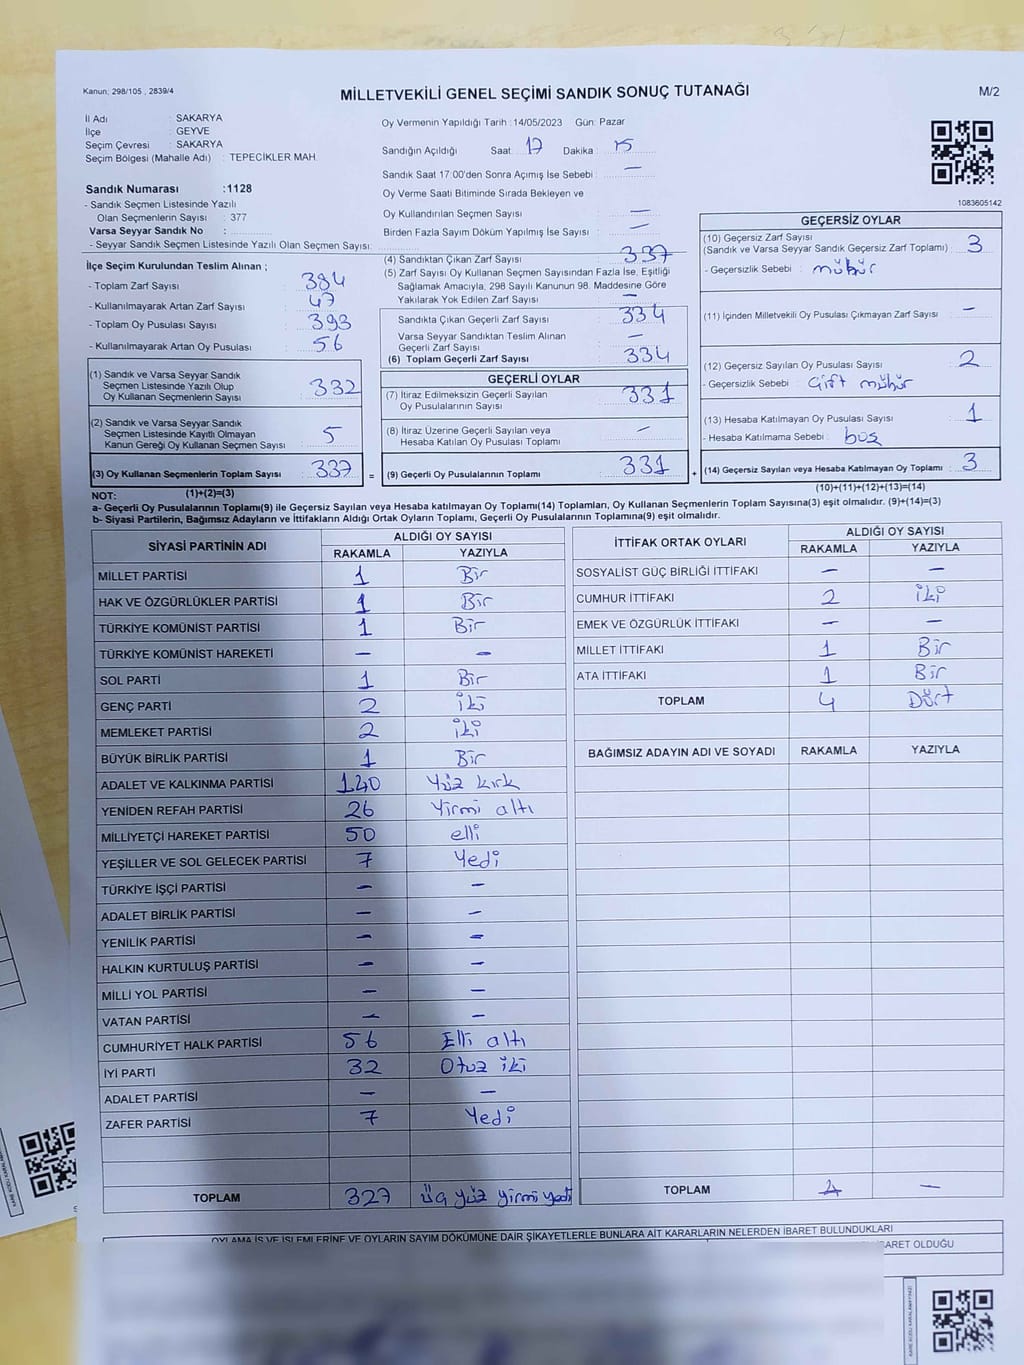 Kanun; 298/105 , 2839/4
MİLLETVEKİLİ GENEL SEÇİMİ SANDIK SONUÇ TUTANAĞI
M/2
İl Adı : SAKARYA
İlçe : GEYVE
Seçim Çevresi : SAKARYA
Seçim Bölgesi (Mahalle Adı) : TEPECİKLER MAH.
Oy Vermenin Yapıldığı Tarih :14/05/2023 Gün: Pazar
Sandığın Açıldığı Saat: 17 Dakika : 15
Sandık Saat 17.00'den Sonra Açımış İse Sebebi : —
Oy Verme Saati Bitiminde Sırada Bekleyen ve
Oy Kullandırılan Seçmen Sayısı : —
Birden Fazla Sayım Döküm Yapılmış İse Sayısı : —
1083605142
Sandık Numarası :1128
- Sandık Seçmen Listesinde Yazılı
Olan Seçmenlerin Sayısı : 377
Varsa Seyyar Sandık No :
- Seyyar Sandık Seçmen Listesinde Yazılı Olan Seçmen Sayısı:
İlçe Seçim Kurulundan Teslim Alınan ;
- Toplam Zarf Sayısı : 384
- Kullanılmayarak Artan Zarf Sayısı : 47
- Toplam Oy Pusulası Sayısı : 393
- Kullanılmayarak Artan Oy Pusulası : 56
(1) Sandık ve Varsa Seyyar Sandık
Seçmen Listesinde Yazılı Olup
Oy Kullanan Seçmenlerin Sayısı : 332
(2) Sandık ve Varsa Seyyar Sandık
Seçmen Listesinde Kayıtlı Olmayan
Kanun Gereği Oy Kullanan Seçmen Sayısı : 5
(3) Oy Kullanan Seçmenlerin Toplam Sayısı : 337 =
(1)+(2)=(3)
(4) Sandıktan Çıkan Zarf Sayısı : 337
(5) Zarf Sayısı Oy Kullanan Seçmen Sayısından Fazla İse, Eşitliği
Sağlamak Amacıyla, 298 Sayılı Kanunun 98. Maddesine Göre
Yakılarak Yok Edilen Zarf Sayısı : —
Sandıkta Çıkan Geçerli Zarf Sayısı : 334
Varsa Seyyar Sandıktan Teslim Alınan
Geçerli Zarf Sayısı : —
(6) Toplam Geçerli Zarf Sayısı : 334
GEÇERLİ OYLAR
(7) İtiraz Edilmeksizin Geçerli Sayılan
Oy Pusulalarının Sayısı : 331
(8) İtiraz Üzerine Geçerli Sayılan veya
Hesaba Katılan Oy Pusulası Toplamı : —
(9) Geçerli Oy Pusulalarının Toplamı : 331 +
GEÇERSİZ OYLAR
(10) Geçersiz Zarf Sayısı
(Sandık ve Varsa Seyyar Sandık Geçersiz Zarf Toplamı) : 3
- Geçersizlik Sebebi : mühür
(11) İçinden Milletvekili Oy Pusulası Çıkmayan Zarf Sayısı : —
(12) Geçersiz Sayılan Oy Pusulası Sayısı : 2
- Geçersizlik Sebebi : Çift mühür
(13) Hesaba Katılmayan Oy Pusulası Sayısı : 1
- Hesaba Katılmama Sebebi : boş
(14) Geçersiz Sayılan veya Hesaba Katılmayan Oy Toplamı : 3
(10)+(11)+(12)+(13)=(14)
NOT:
a- Geçerli Oy Pusulalarının Toplamı(9) ile Geçersiz Sayılan veya Hesaba katılmayan Oy Toplamı(14) Toplamları, Oy Kullanan Seçmenlerin Toplam Sayısına(3) eşit olmalıdır. (9)+(14)=(3)
b- Siyasi Partilerin, Bağımsız Adayların ve İttifakların Aldığı Ortak Oyların Toplamı, Geçerli Oy Pusulalarının Toplamına(9) eşit olmalıdır.
SİYASİ PARTİNİN ADI ALDIĞI OY SAYISI
RAKAMLA YAZIYLA
MİLLET PARTİSİ 1 Bir
HAK VE ÖZGÜRLÜKLER PARTİSİ 1 Bir
TÜRKİYE KOMÜNİST PARTİSİ 1 Bir
TÜRKİYE KOMÜNİST HAREKETİ — —
SOL PARTİ 1 Bir
GENÇ PARTİ 2 iki
MEMLEKET PARTİSİ 2 iki
BÜYÜK BİRLİK PARTİSİ 1 Bir
ADALET VE KALKINMA PARTİSİ 140 Yüz kırk
YENİDEN REFAH PARTİSİ 26 Yirmi altı
MİLLİYETÇİ HAREKET PARTİSİ 50 elli
YEŞİLLER VE SOL GELECEK PARTİSİ 7 Yedi
TÜRKİYE İŞÇİ PARTİSİ — —
ADALET BİRLİK PARTİSİ — —
YENİLİK PARTİSİ — —
HALKIN KURTULUŞ PARTİSİ — —
MİLLİ YOL PARTİSİ — —
VATAN PARTİSİ — —
CUMHURİYET HALK PARTİSİ 56 Elli altı
İYİ PARTİ 32 Otuz iki
ADALET PARTİSİ — —
ZAFER PARTİSİ 7 Yedi
TOPLAM 327 üç yüz yirmi yedi
İTTİFAK ORTAK OYLARI ALDIĞI OY SAYISI
RAKAMLA YAZIYLA
SOSYALİST GÜÇ BİRLİĞİ İTTİFAKI — —
CUMHUR İTTİFAKI 2 iki
EMEK VE ÖZGÜRLÜK İTTİFAKI — —
MİLLET İTTİFAKI 1 Bir
ATA İTTİFAKI 1 Bir
TOPLAM 4 Dört
BAĞIMSIZ ADAYIN ADI VE SOYADI RAKAMLA YAZIYLA
TOPLAM 4 —
OYLAMA İŞ VE İŞLEMLERİNE VE OYLARIN SAYIM DÖKÜMÜNE DAİR ŞİKAYETLERLE BUNLARA AİT KARARLARIN NELERDEN İBARET BULUNDUKLARI
İBARET OLDUĞU